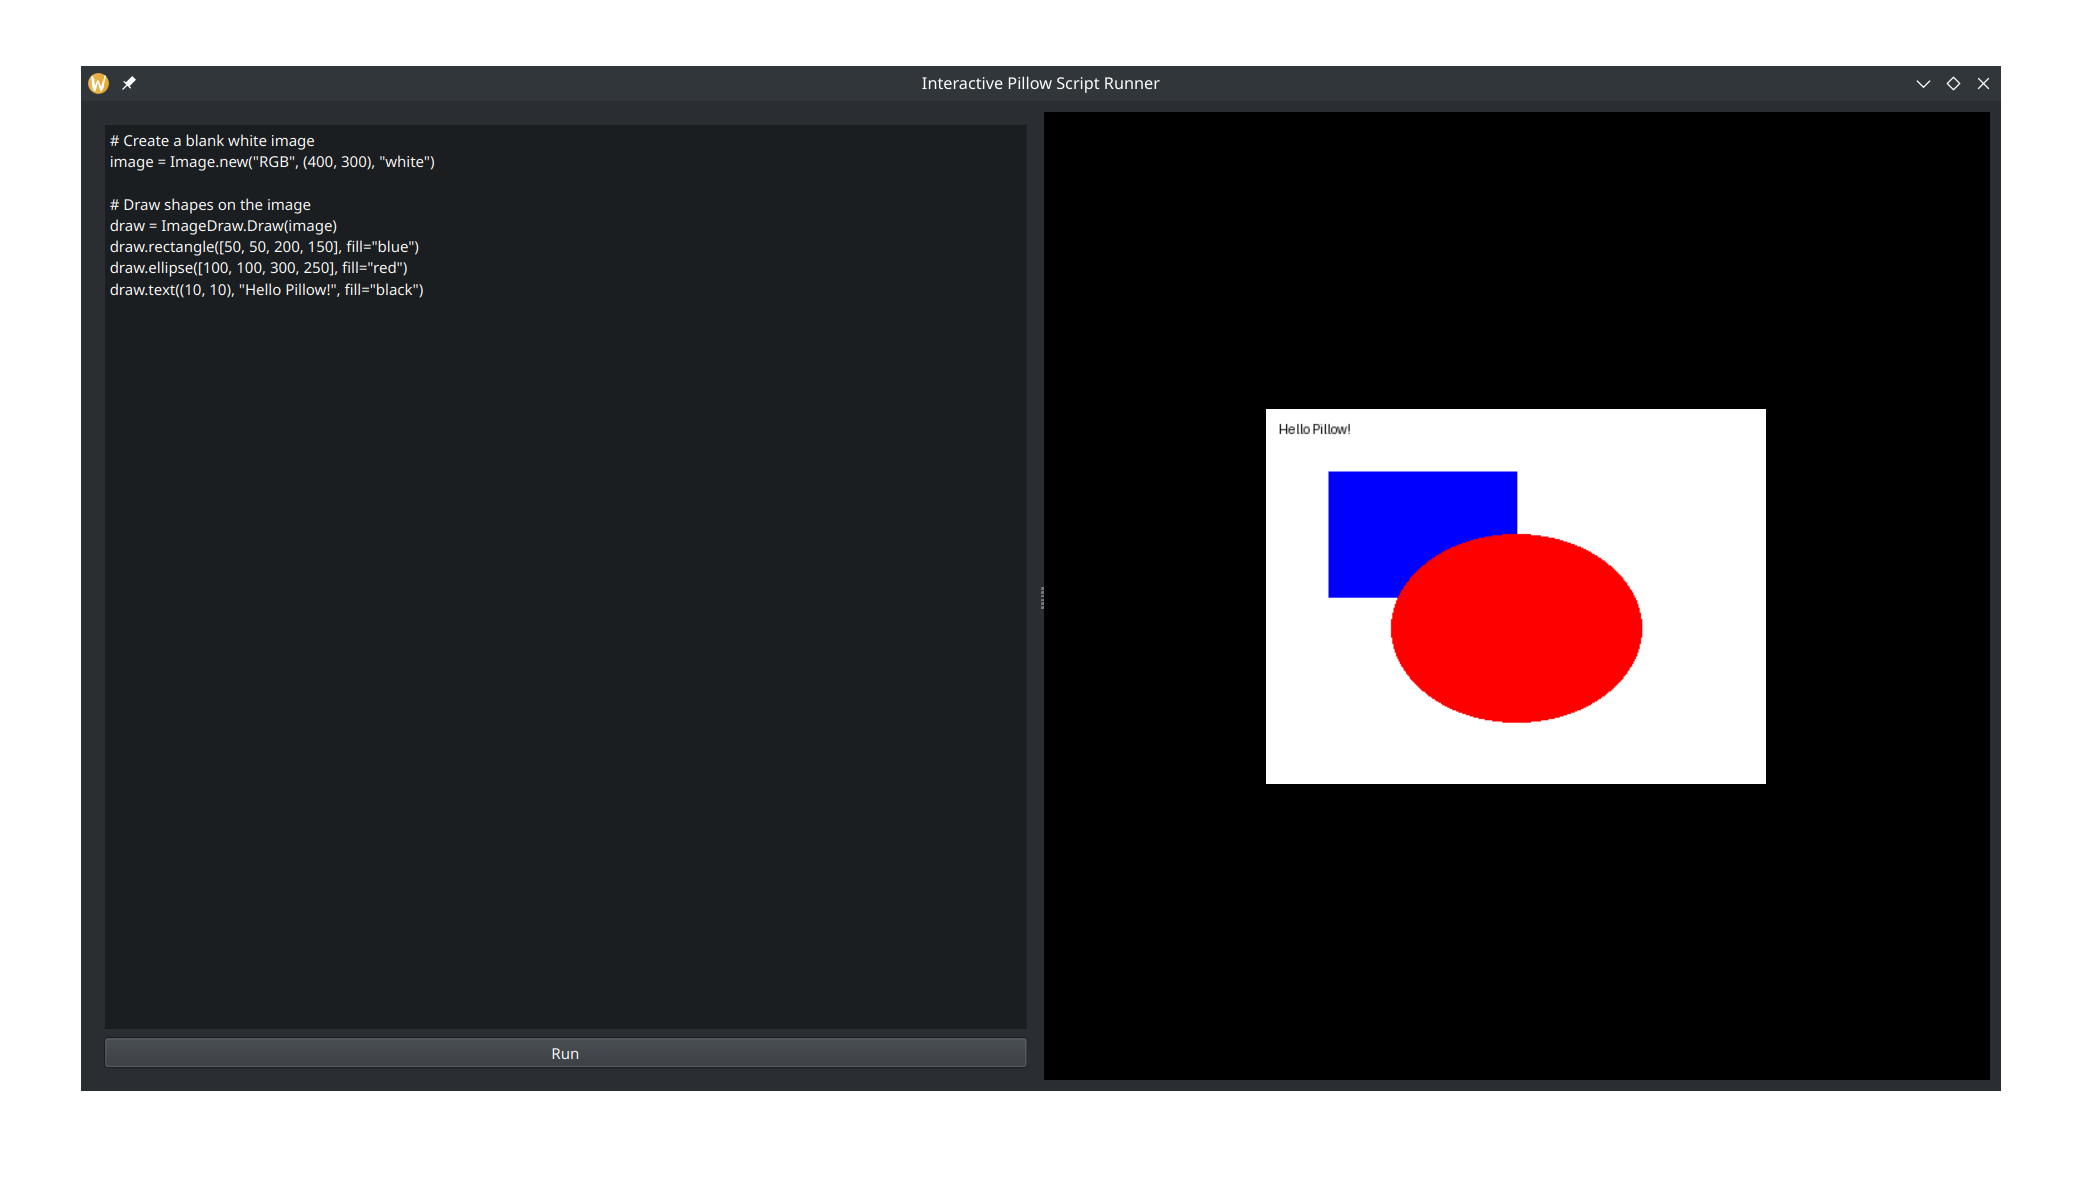 Interactive Pillow Script Runner
# Create a blank white image
image = Image.new("RGB", (400, 300), "white")
# Draw shapes on the image
draw = ImageDraw.Draw(image)
draw.rectangle([50, 50, 200, 150], fill="blue")
draw.ellipse([100, 100, 300, 250], fill="red")
draw.text((10, 10), "Hello Pillow!", fill="black")
Run
Hello Pillow!